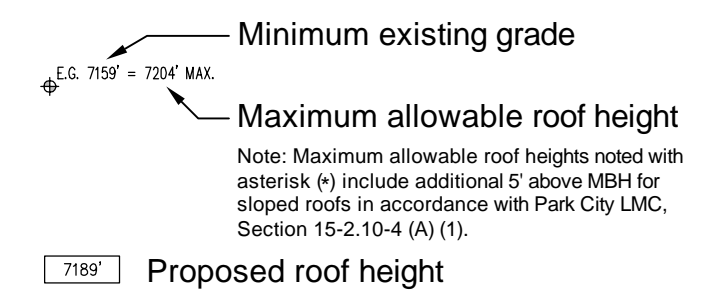 Minimum existing grade
E.G. 7159' = 7204' MAX.
Maximum allowable roof height
Note: Maximum allowable roof heights noted with
asterisk (*) include additional 5' above MBH for
sloped roofs in accordance with Park City LMC,
Section 15-2.10-4 (A) (1).
7189' Proposed roof height